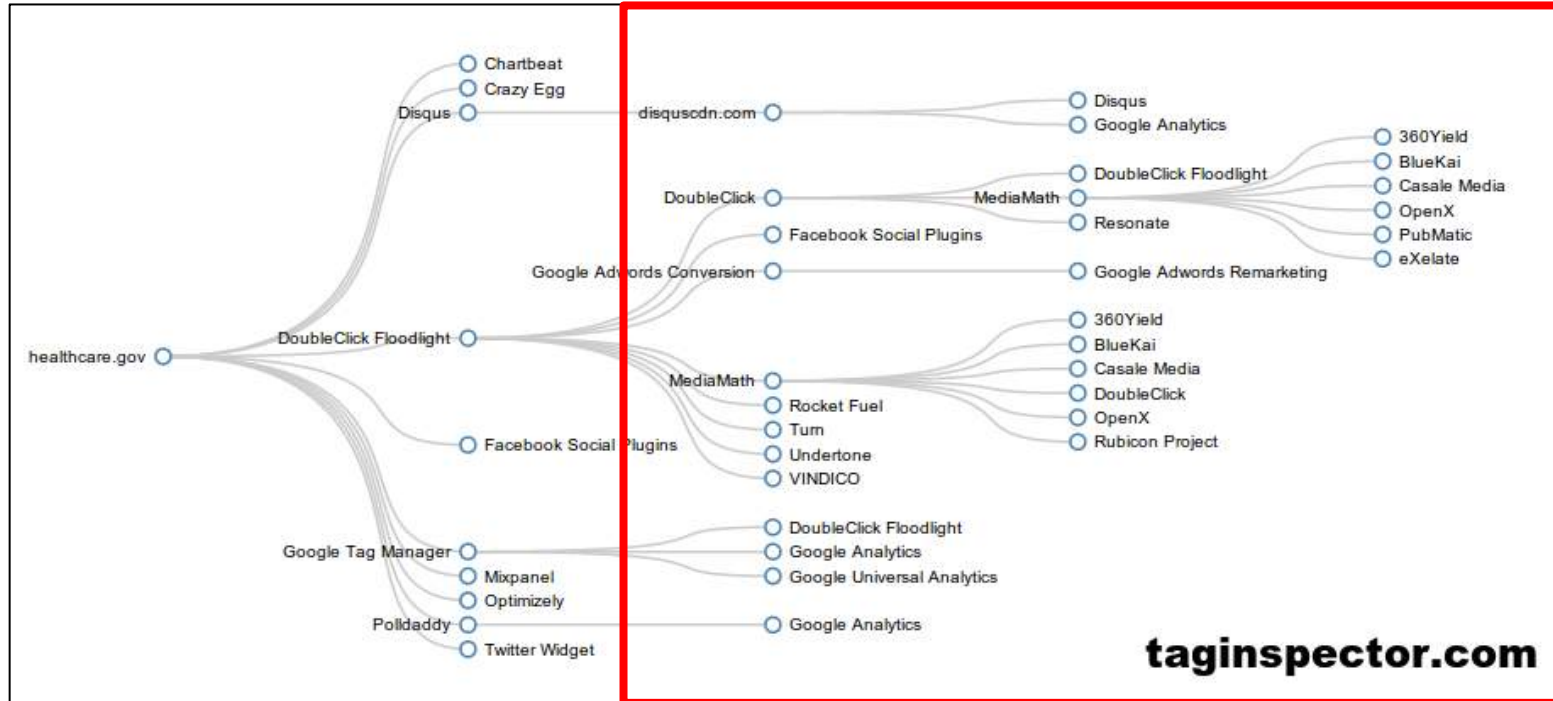 Chartbeat
Crazy Egg
Disqus
disquscdn.com
Disqus
Google Analytics
360Yield
BlueKai
Casale Media
OpenX
PubMatic
eXelate
DoubleClick Floodlight
DoubleClick
MediaMath
Resonate
Facebook Social Plugins
Google Adwords Conversion
Google Adwords Remarketing
healthcare.gov
DoubleClick Floodlight
360Yield
BlueKai
Casale Media
DoubleClick
OpenX
Rubicon Project
MediaMath
Rocket Fuel
Turn
Undertone
VINDICO
Facebook Social Plugins
Google Tag Manager
DoubleClick Floodlight
Google Analytics
Google Universal Analytics
Mixpanel
Optimizely
Polldaddy
Google Analytics
Twitter Widget
taginspector.com